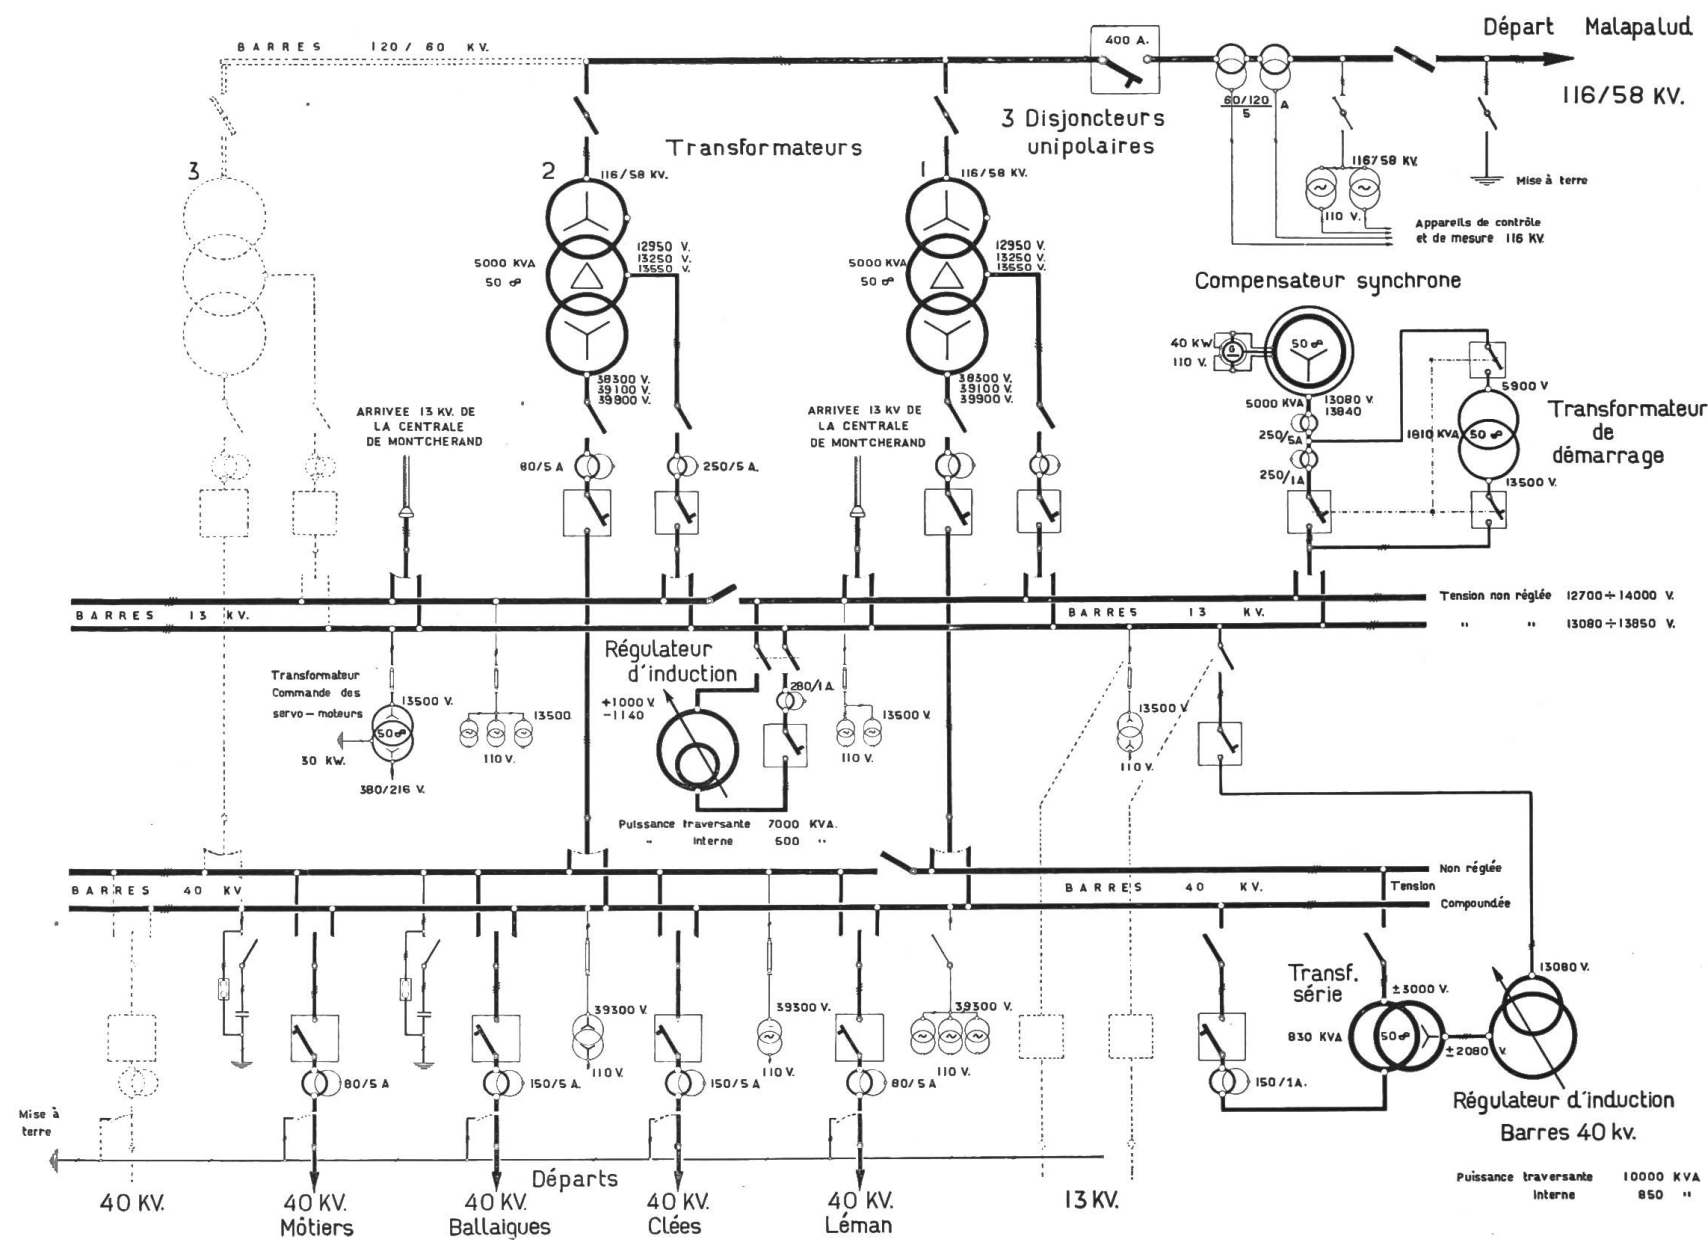 Départ Malapalud
BARRES 120/60 KV.
400 A.
116/58 KV.
60/120 A
5
3 Disjoncteurs
unipolaires
Transformateurs
3
2
1
116/58 KV.
116/58 KV.
116/58 KV.
Mise à terre
110 V.
Appareils de contrôle
et de mesure 116 KV.
12950 V.
13250 V.
13550 V.
5000 KVA
50 ∞
12950 V.
13250 V.
13550 V.
5000 KVA
50 ∞
Compensateur synchrone
40 KW
110 V.
G
50 ∞
5000 KVA
13080 V.
13840
250/5A
250/1A
5900 V
1810 KVA
50 ∞
13500 V.
Transformateur
de
démarrage
38300 V.
39100 V.
39900 V.
38300 V.
39100 V.
39900 V.
ARRIVEE 13 KV. DE
LA CENTRALE
DE MONTCHERAND
ARRIVEE 13 KV DE
LA CENTRALE
DE MONTCHERAND
80/5 A
250/5 A.
BARRES 13 KV.
BARRES 13 KV.
Tension non réglée 12700÷14000 V.
" " 13080÷13850 V.
Transformateur
Commande des
servo-moteurs
13500 V.
50 ∞
30 KW.
380/216 V.
13500
110 V.
Régulateur
d'induction
+1000 V.
-1140
280/1A.
Puissance traversante 7000 KVA.
" interne 500 "
13500 V.
110 V.
13500 V.
110 V.
BARRES 40 KV
BARRES 40 KV.
Non réglée
Tension
Compoundée
39300 V.
110 V.
39300 V.
110 V.
39300 V.
110 V.
80/5 A
150/5 A.
150/5 A
80/5 A
150/1A.
Transf.
série
±3000 V.
830 KVA
50 ∞
±2080 V.
13080 V.
Régulateur d'induction
Barres 40 kv.
Puissance traversante 10000 KVA
interne 850 "
Mise à
terre
Départs
40 KV.
40 KV.
Môtiers
40 KV.
Ballaigues
40 KV.
Clées
40 KV.
Léman
13 KV.